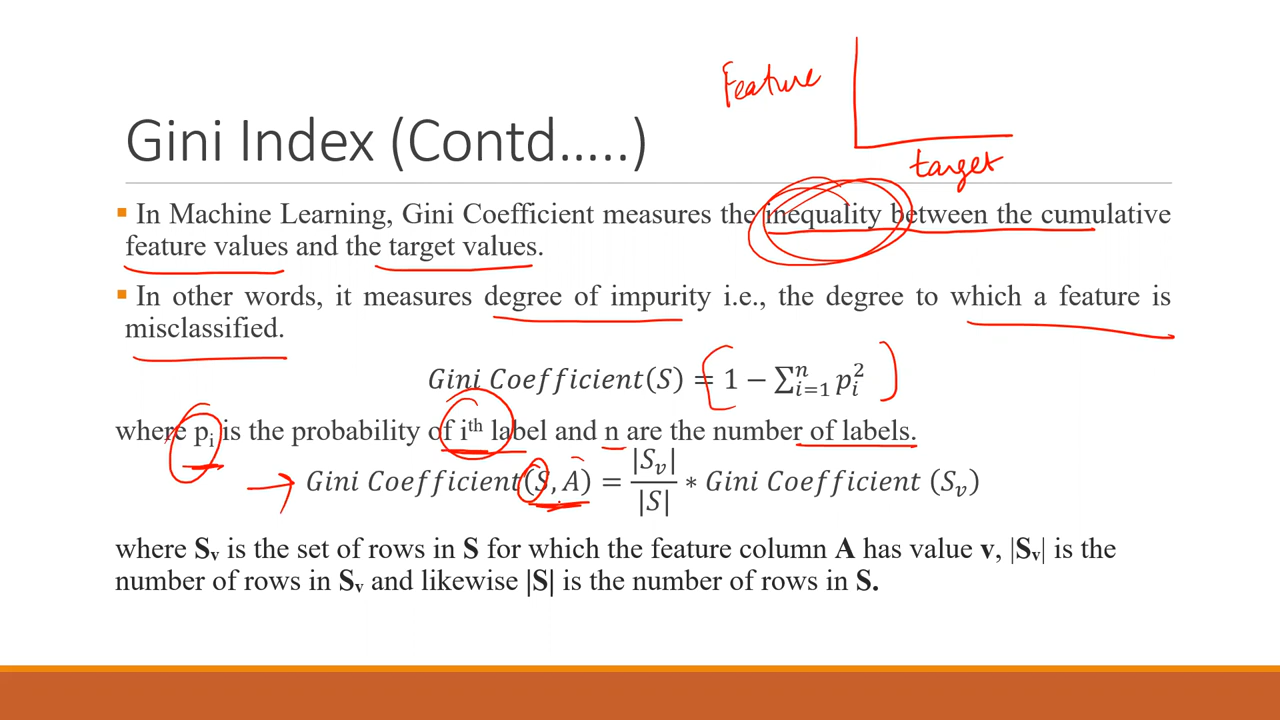 Feature
target
Gini Index (Contd…..)
▪ In Machine Learning, Gini Coefficient measures the inequality between the cumulative
feature values and the target values.
▪ In other words, it measures degree of impurity i.e., the degree to which a feature is
misclassified.
Gini Coefficient(S) = 1 − ∑ⁿᵢ₌₁ pᵢ²
where pᵢ is the probability of iᵗʰ label and n are the number of labels.
Gini Coefficient(S, A) = |Sᵥ|/|S| * Gini Coefficient (Sᵥ)
where Sᵥ is the set of rows in S for which the feature column A has value v, |Sᵥ| is the
number of rows in Sᵥ and likewise |S| is the number of rows in S.